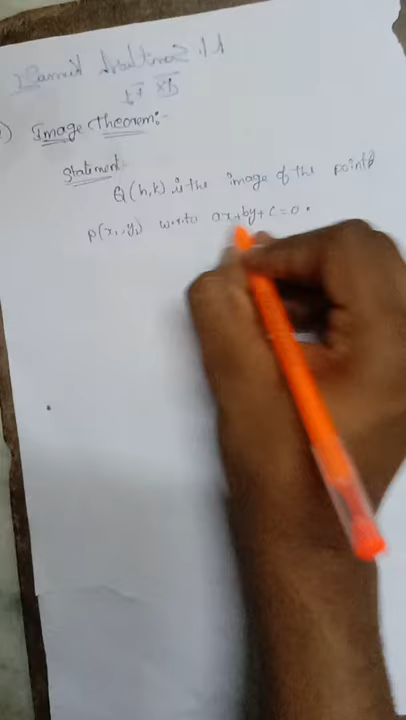 Image Theorem:-
Statement
Q(h,k) is the image of the point
P(x₁,y₁) w.r.to ax+by+c=0.